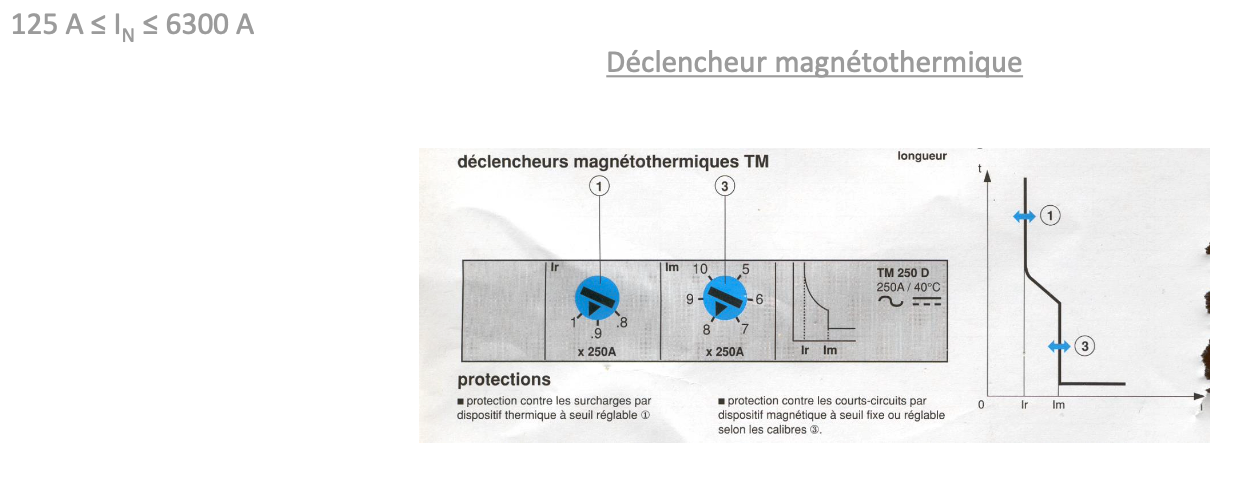 125 A ≤ I_N ≤ 6300 A
Déclencheur magnétothermique
déclencheurs magnétothermiques TM
longueur
1
3
Ir
1
.9
.8
x 250A
Im
10
5
9
6
8
7
x 250A
Ir Im
TM 250 D
250A / 40°C
protections
■ protection contre les surcharges par
dispositif thermique à seuil réglable ①
■ protection contre les courts-circuits par
dispositif magnétique à seuil fixe ou réglable
selon les calibres ③.
t
1
3
0 Ir Im